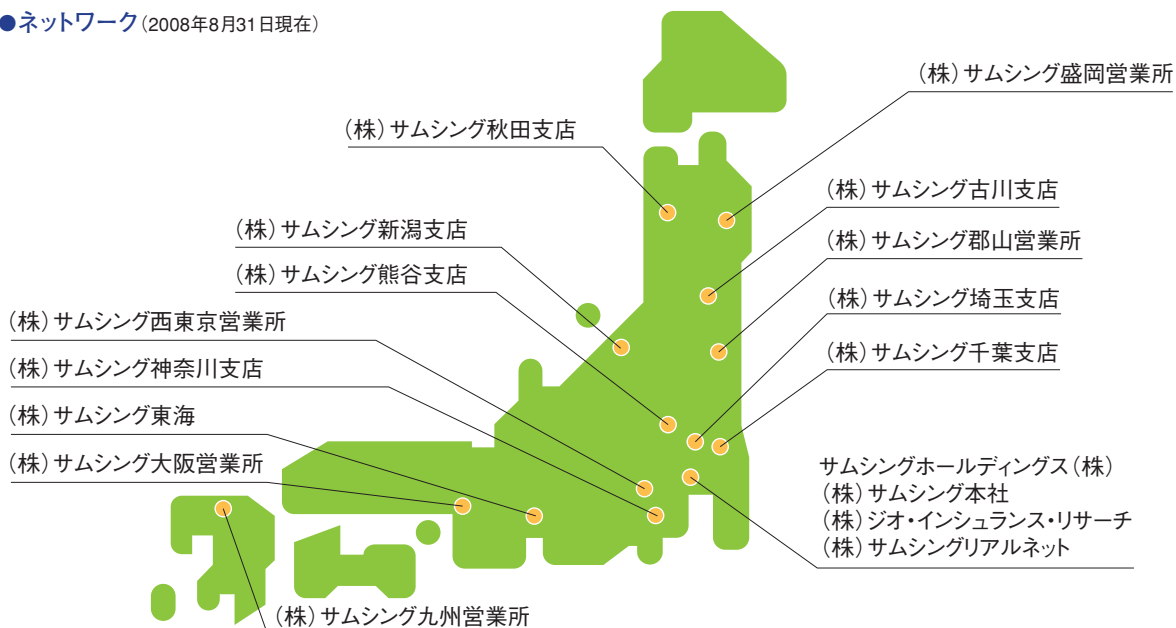 ●ネットワーク(2008年8月31日現在)
(株)サムシング盛岡営業所
(株)サムシング秋田支店
(株)サムシング古川支店
(株)サムシング新潟支店
(株)サムシング郡山営業所
(株)サムシング熊谷支店
(株)サムシング埼玉支店
(株)サムシング西東京営業所
(株)サムシング千葉支店
(株)サムシング神奈川支店
(株)サムシング東海
(株)サムシング大阪営業所
サムシングホールディングス(株)
(株)サムシング本社
(株)ジオ・インシュランス・リサーチ
(株)サムシングリアルネット
(株)サムシング九州営業所